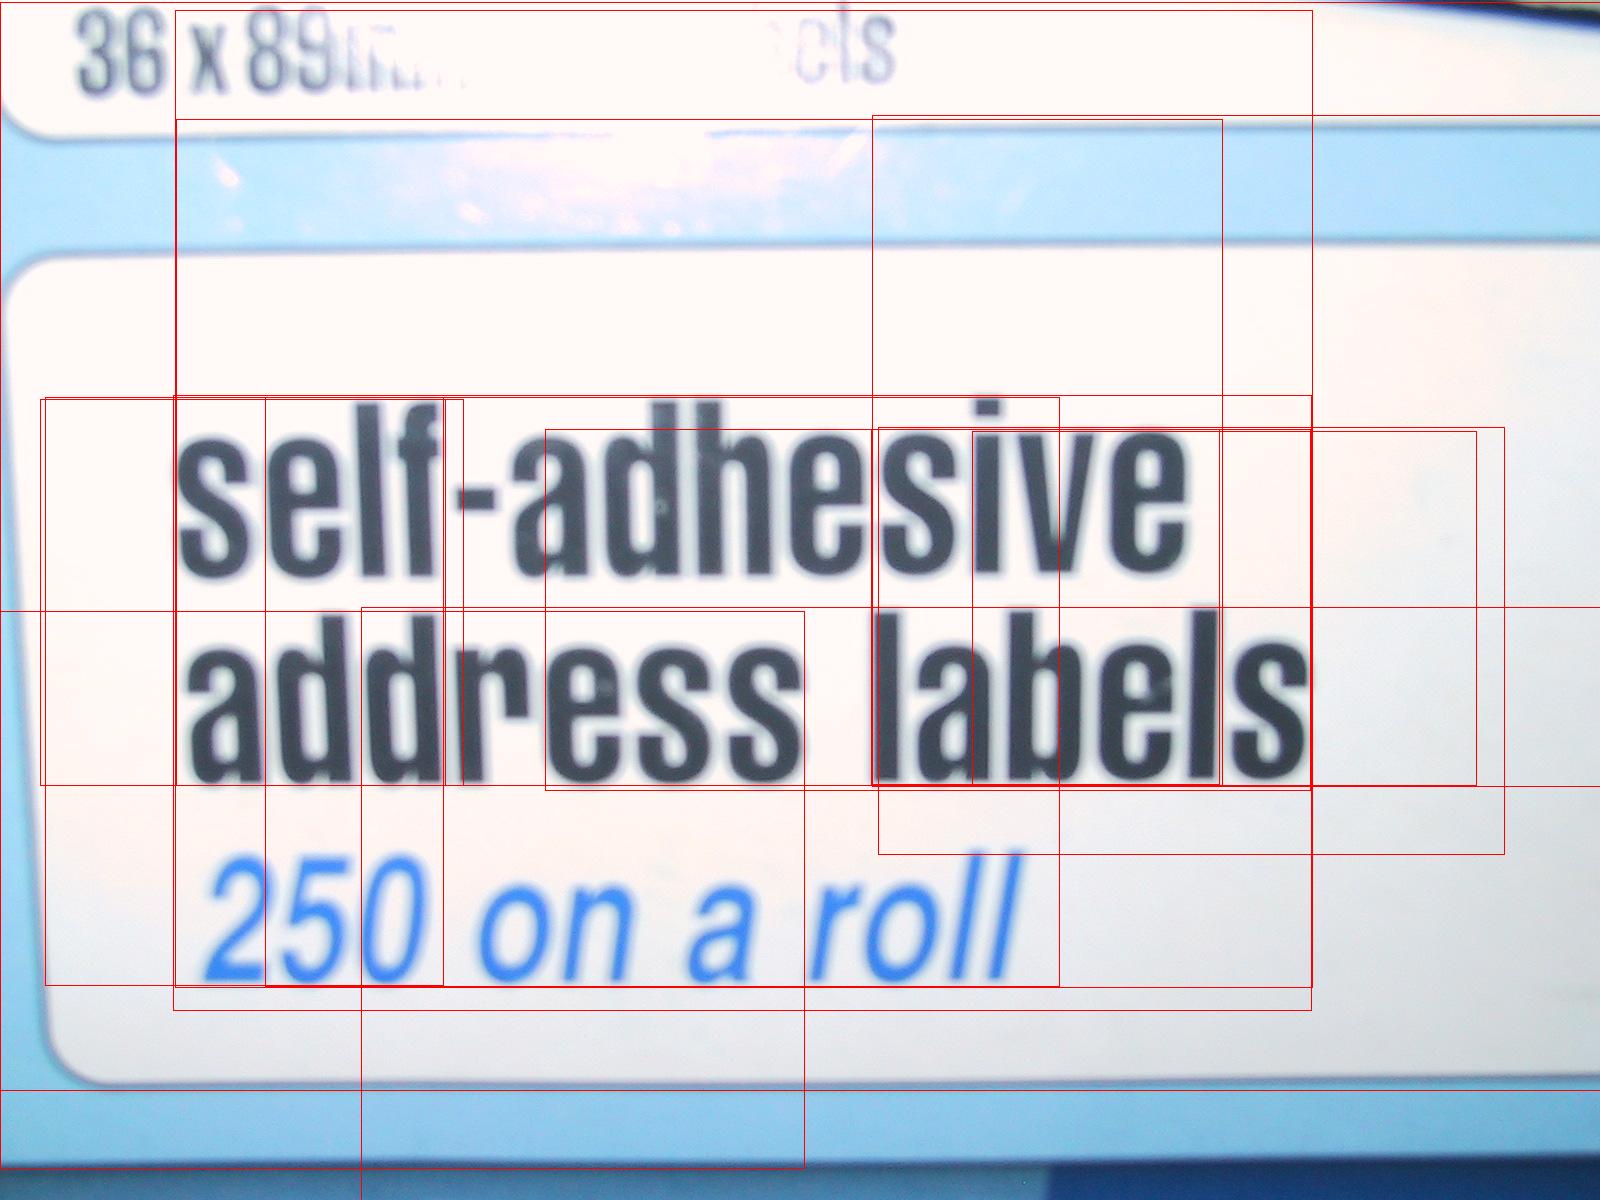 36 x 89
self-adhesive
address labels
250 on a roll